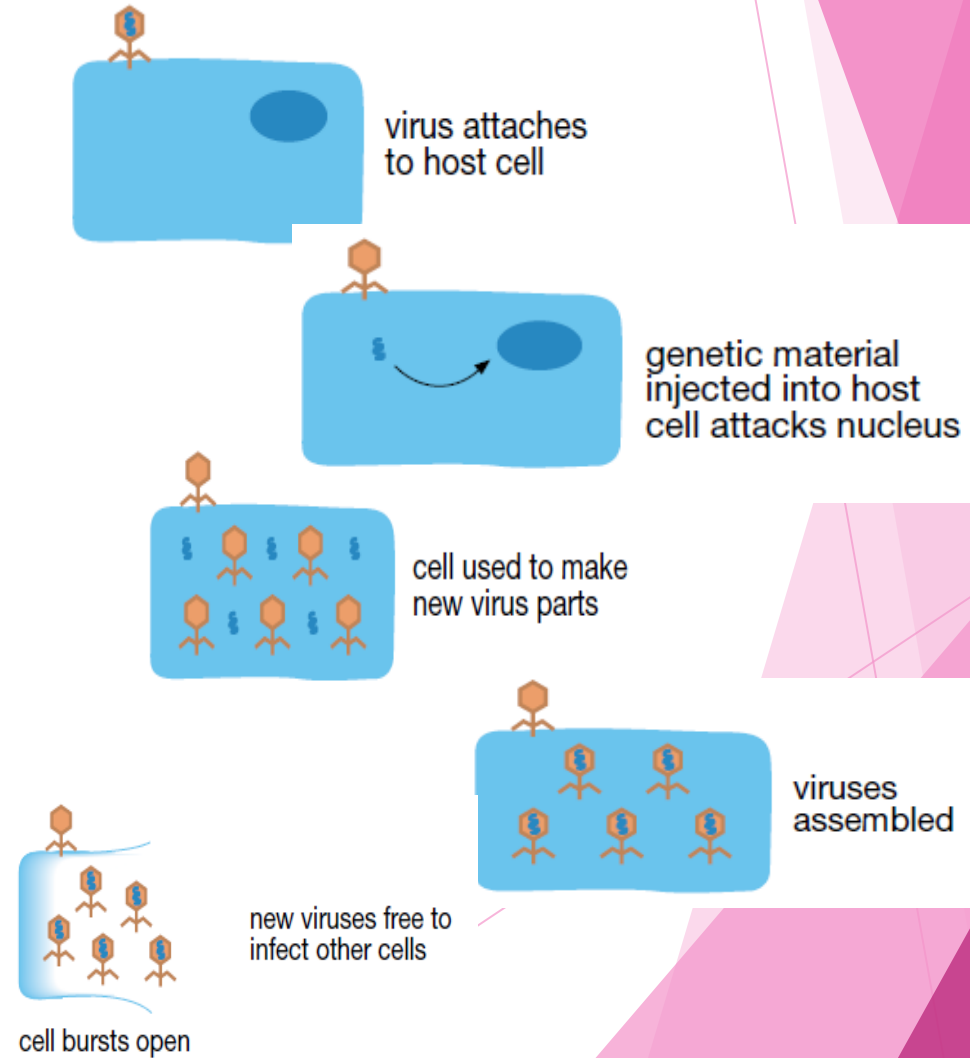 virus attaches
to host cell
genetic material
injected into host
cell attacks nucleus
cell used to make
new virus parts
viruses
assembled
new viruses free to
infect other cells
cell bursts open